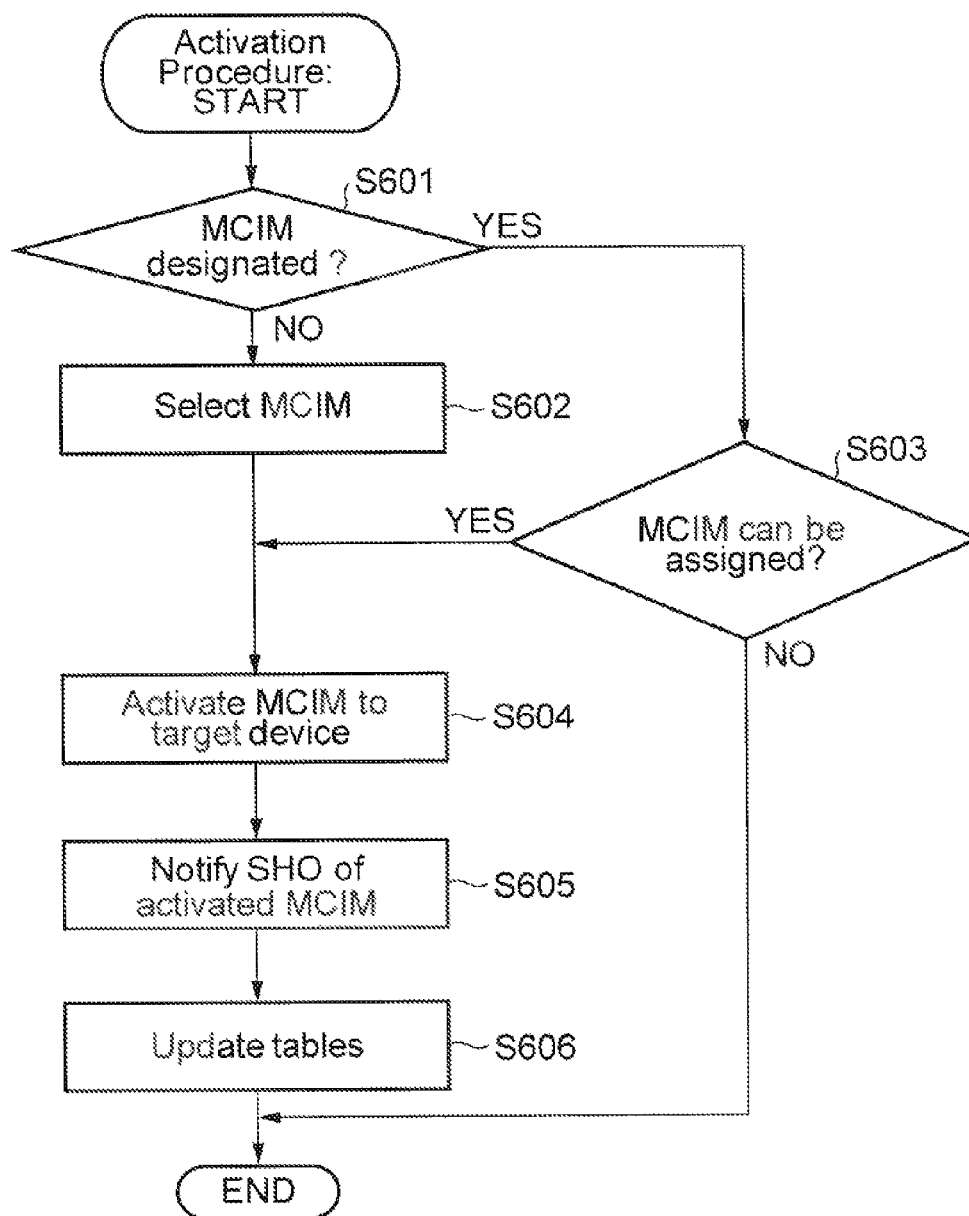 Activation
Procedure:
START
S601
MCIM
designated ?
YES
NO
Select MCIM
S602
S603
MCIM can be
assigned?
YES
NO
Activate MCIM to
target device
S604
Notify SHO of
activated MCIM
S605
Update tables
S606
END